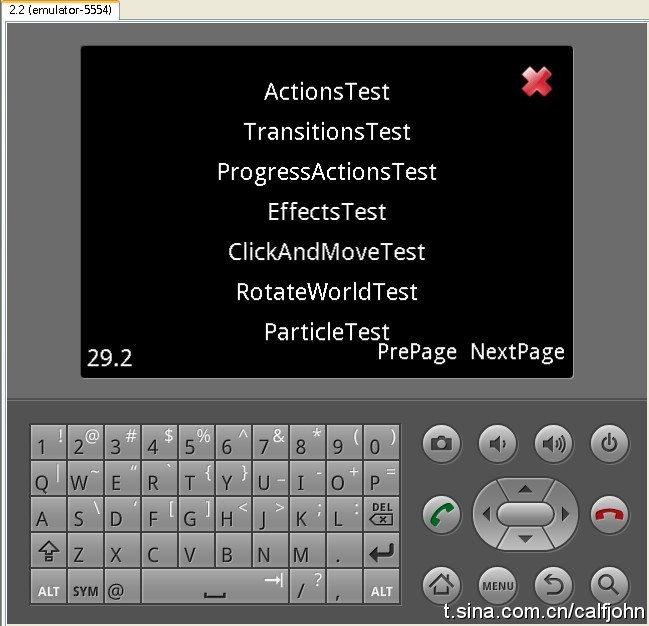 2.2 (emulator-5554)
ActionsTest
TransitionsTest
ProgressActionsTest
EffectsTest
ClickAndMoveTest
RotateWorldTest
ParticleTest
29.2 PrePage NextPage
1 ! 2 @ 3 # 4 $ 5 % 6 ^ 7 & 8 * 9 ( 0 )
Q | W ~ E " R ` T { Y } U _ I - O + P =
A S \ D ' F [ G ] H < J > K ; L : DEL
Z X C V B N M .
ALT SYM @ / ? , ALT MENU
t.sina.com.cn/calfjohn